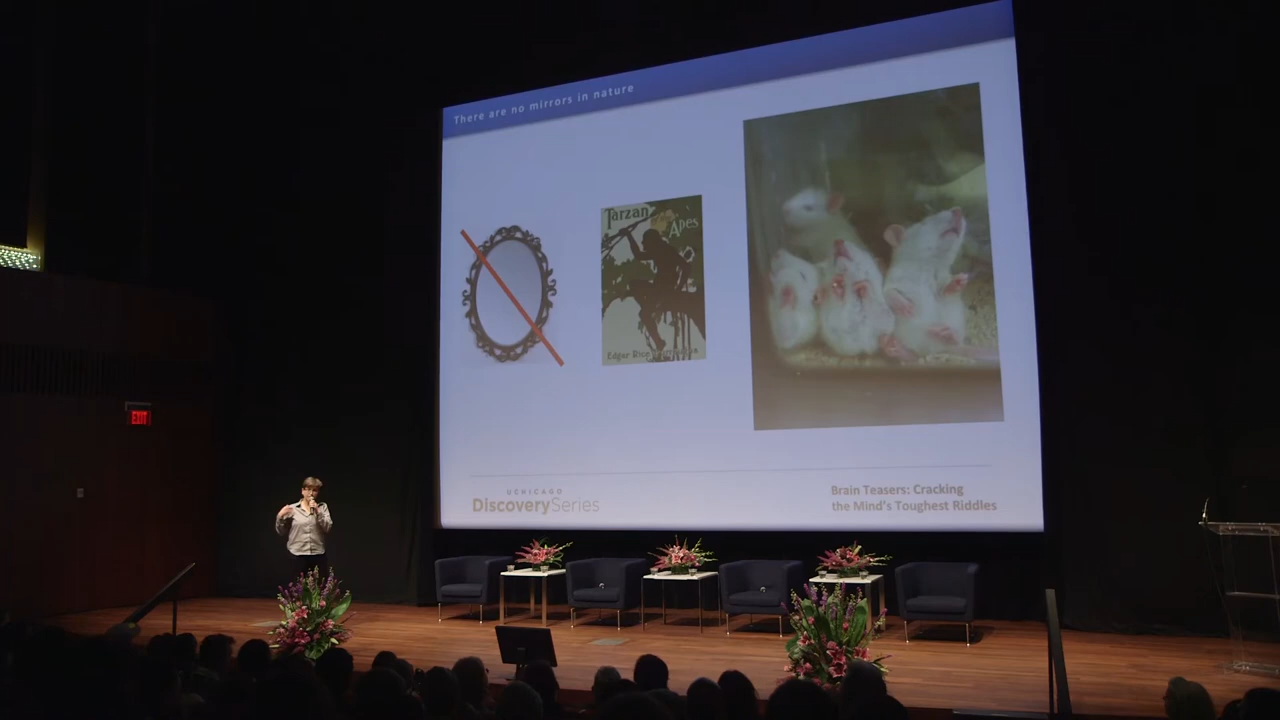 There are no mirrors in nature
Tarzan
Apes
Edgar Rice
UCHICAGO
DiscoverySeries
Brain Teasers: Cracking
the Mind's Toughest Riddles
EXIT